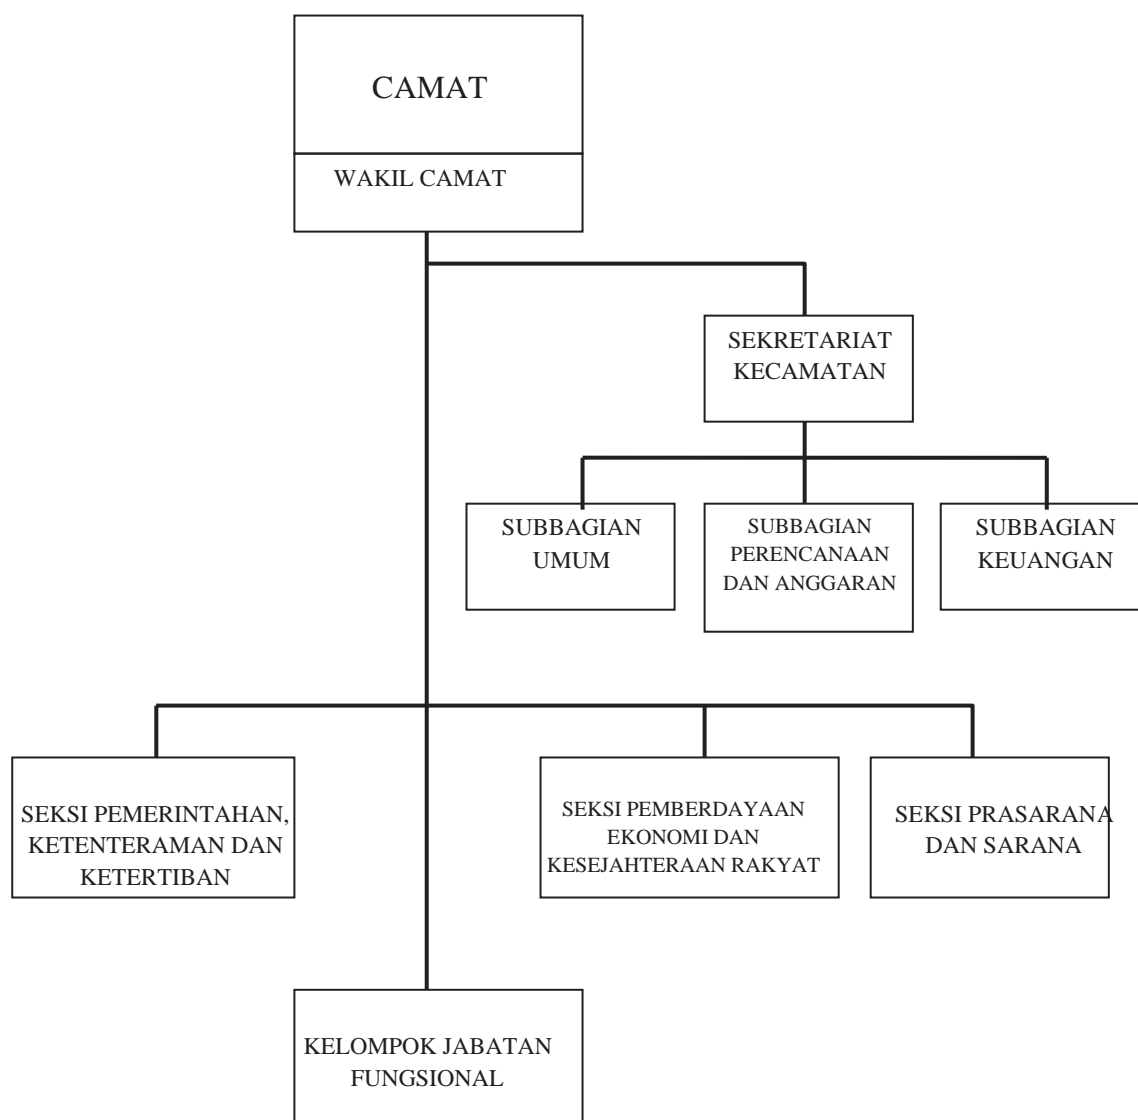 CAMAT
WAKIL CAMAT
SEKRETARIAT
KECAMATAN
SUBBAGIAN
UMUM
SUBBAGIAN
PERENCANAAN
DAN ANGGARAN
SUBBAGIAN
KEUANGAN
SEKSI PEMERINTAHAN,
KETENTERAMAN DAN
KETERTIBAN
SEKSI PEMBERDAYAAN
EKONOMI DAN
KESEJAHTERAAN RAKYAT
SEKSI PRASARANA
DAN SARANA
KELOMPOK JABATAN
FUNGSIONAL